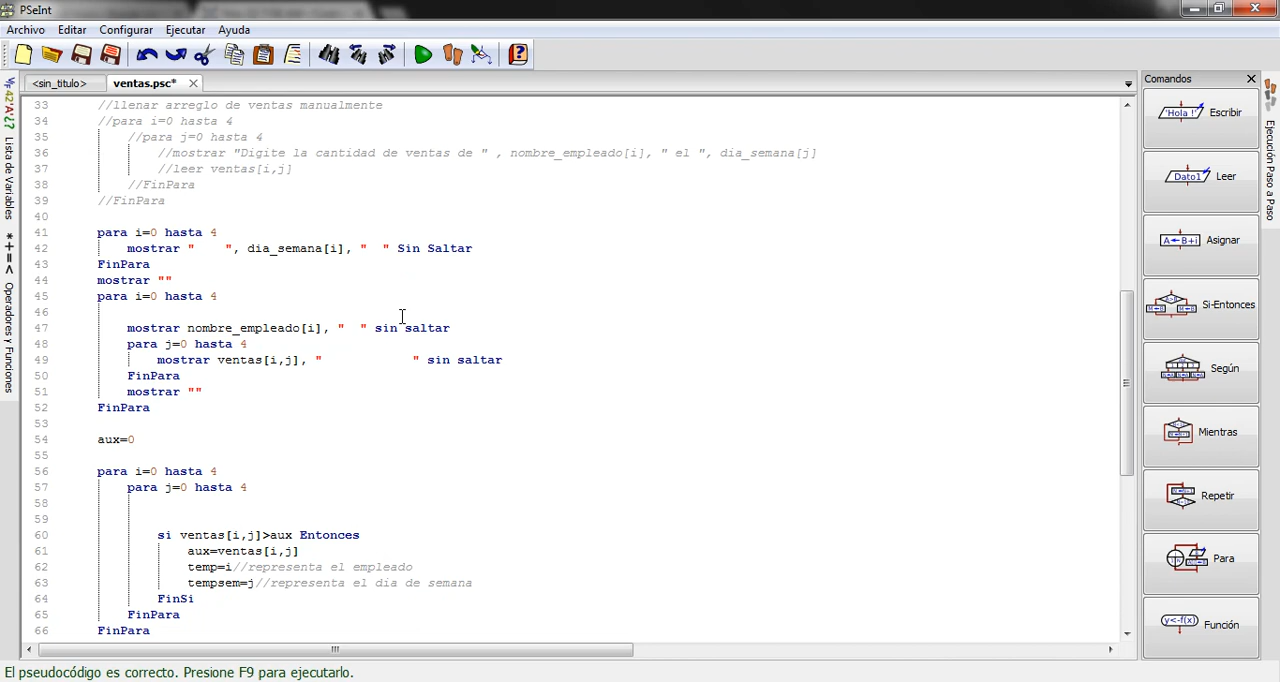 PSeInt
Archivo Editar Configurar Ejecutar Ayuda
<sin_titulo> ventas.psc*
Comandos
33 //llenar arreglo de ventas manualmente
34 //para i=0 hasta 4
35 //para j=0 hasta 4
36 //mostrar "Digite la cantidad de ventas de " , nombre_empleado[i], " el ", dia_semana[j]
37 //leer ventas[i,j]
38 //FinPara
39 //FinPara
40
41 para i=0 hasta 4
42 mostrar "    ", dia_semana[i], "  " Sin Saltar
43 FinPara
44 mostrar ""
45 para i=0 hasta 4
46
47 mostrar nombre_empleado[i], "  " sin saltar
48 para j=0 hasta 4
49 mostrar ventas[i,j], "            " sin saltar
50 FinPara
51 mostrar ""
52 FinPara
53
54 aux=0
55
56 para i=0 hasta 4
57 para j=0 hasta 4
58
59
60 si ventas[i,j]>aux Entonces
61 aux=ventas[i,j]
62 temp=i//representa el empleado
63 tempsem=j//representa el dia de semana
64 FinSi
65 FinPara
66 FinPara
'Hola !' Escribir
Dato1 Leer
A←B+i Asignar
Si-Entonces
Según
Mientras
Repetir
Para
y←f(x) Función
Lista de Variables
*+=< Operadores y Funciones
Ejecución Paso a Paso
El pseudocódigo es correcto. Presione F9 para ejecutarlo.